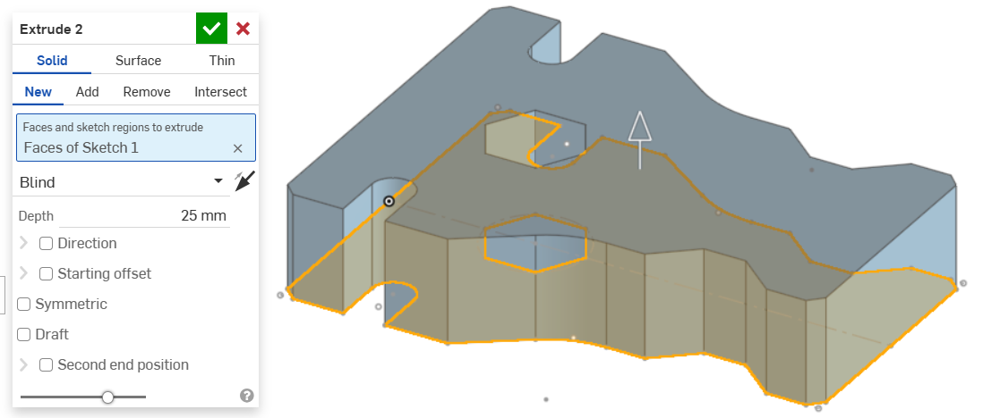 Extrude 2
Solid Surface Thin
New Add Remove Intersect
Faces and sketch regions to extrude
Faces of Sketch 1
Blind
Depth 25 mm
Direction
Starting offset
Symmetric
Draft
Second end position